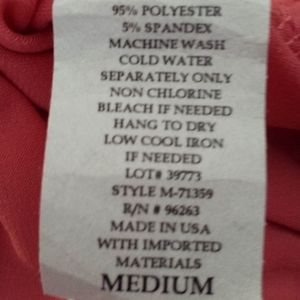 95% POLYESTER
5% SPANDEX
MACHINE WASH
COLD WATER
SEPARATELY ONLY
NON CHLORINE
BLEACH IF NEEDED
HANG TO DRY
LOW COOL IRON
IF NEEDED
LOT# 39773
STYLE M-71359
R/N # 96263
MADE IN USA
WITH IMPORTED
MATERIALS
MEDIUM